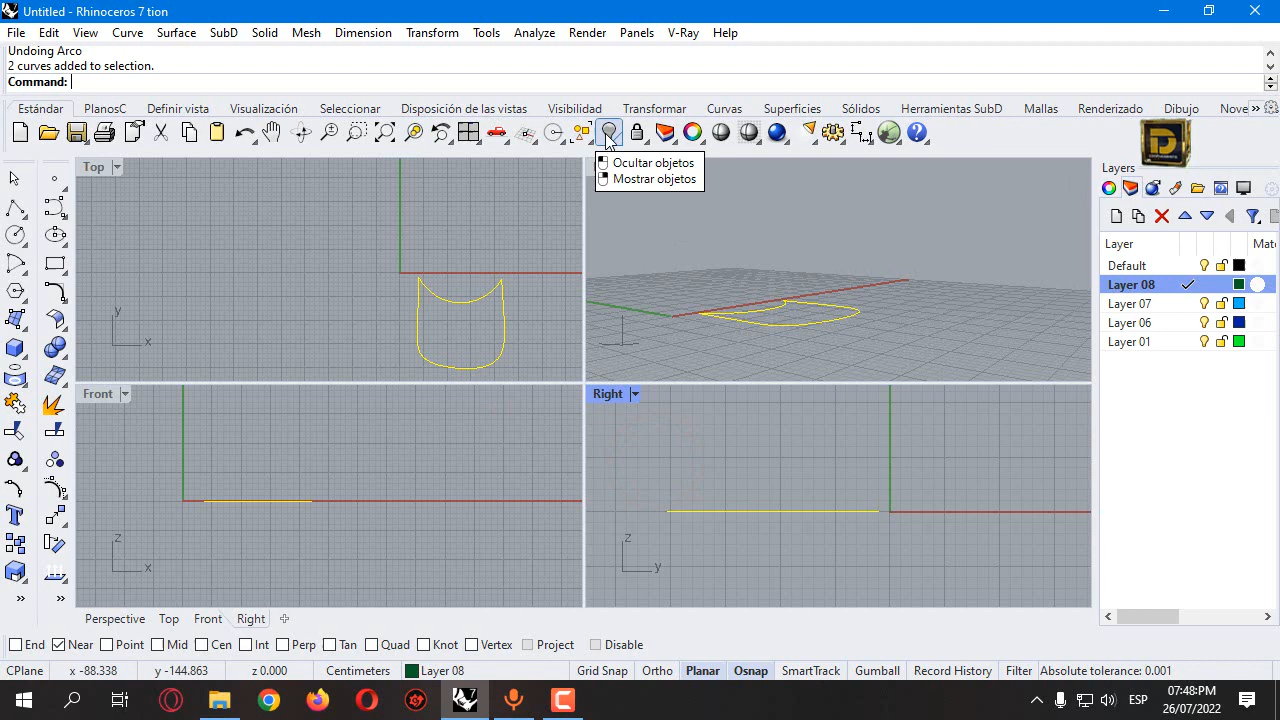 Untitled - Rhinoceros 7 tion
File Edit View Curve Surface SubD Solid Mesh Dimension Transform Tools Analyze Render Panels V-Ray Help
Undoing Arco
2 curves added to selection.
Command:
Estándar PlanosC Definir vista Visualización Seleccionar Disposición de las vistas Visibilidad Transformar Curvas Superficies Sólidos Herramientas SubD Mallas Renderizado Dibujo Nove
Ocultar objetos
Mostrar objetos
Top
Layers
Layer Mate
Default
Layer 08
Layer 07
Layer 06
Layer 01
y
x
Front
Right
z
x
z
y
Perspective Top Front Right
End Near Point Mid Cen Int Perp Tan Quad Knot Vertex Project Disable
CPlane x -88.338 y -144.863 z 0.000 Centimeters Layer 08 Grid Snap Ortho Planar Osnap SmartTrack Gumball Record History Filter Absolute tolerance: 0.001
7
ESP
07:48·PM
26/07/2022